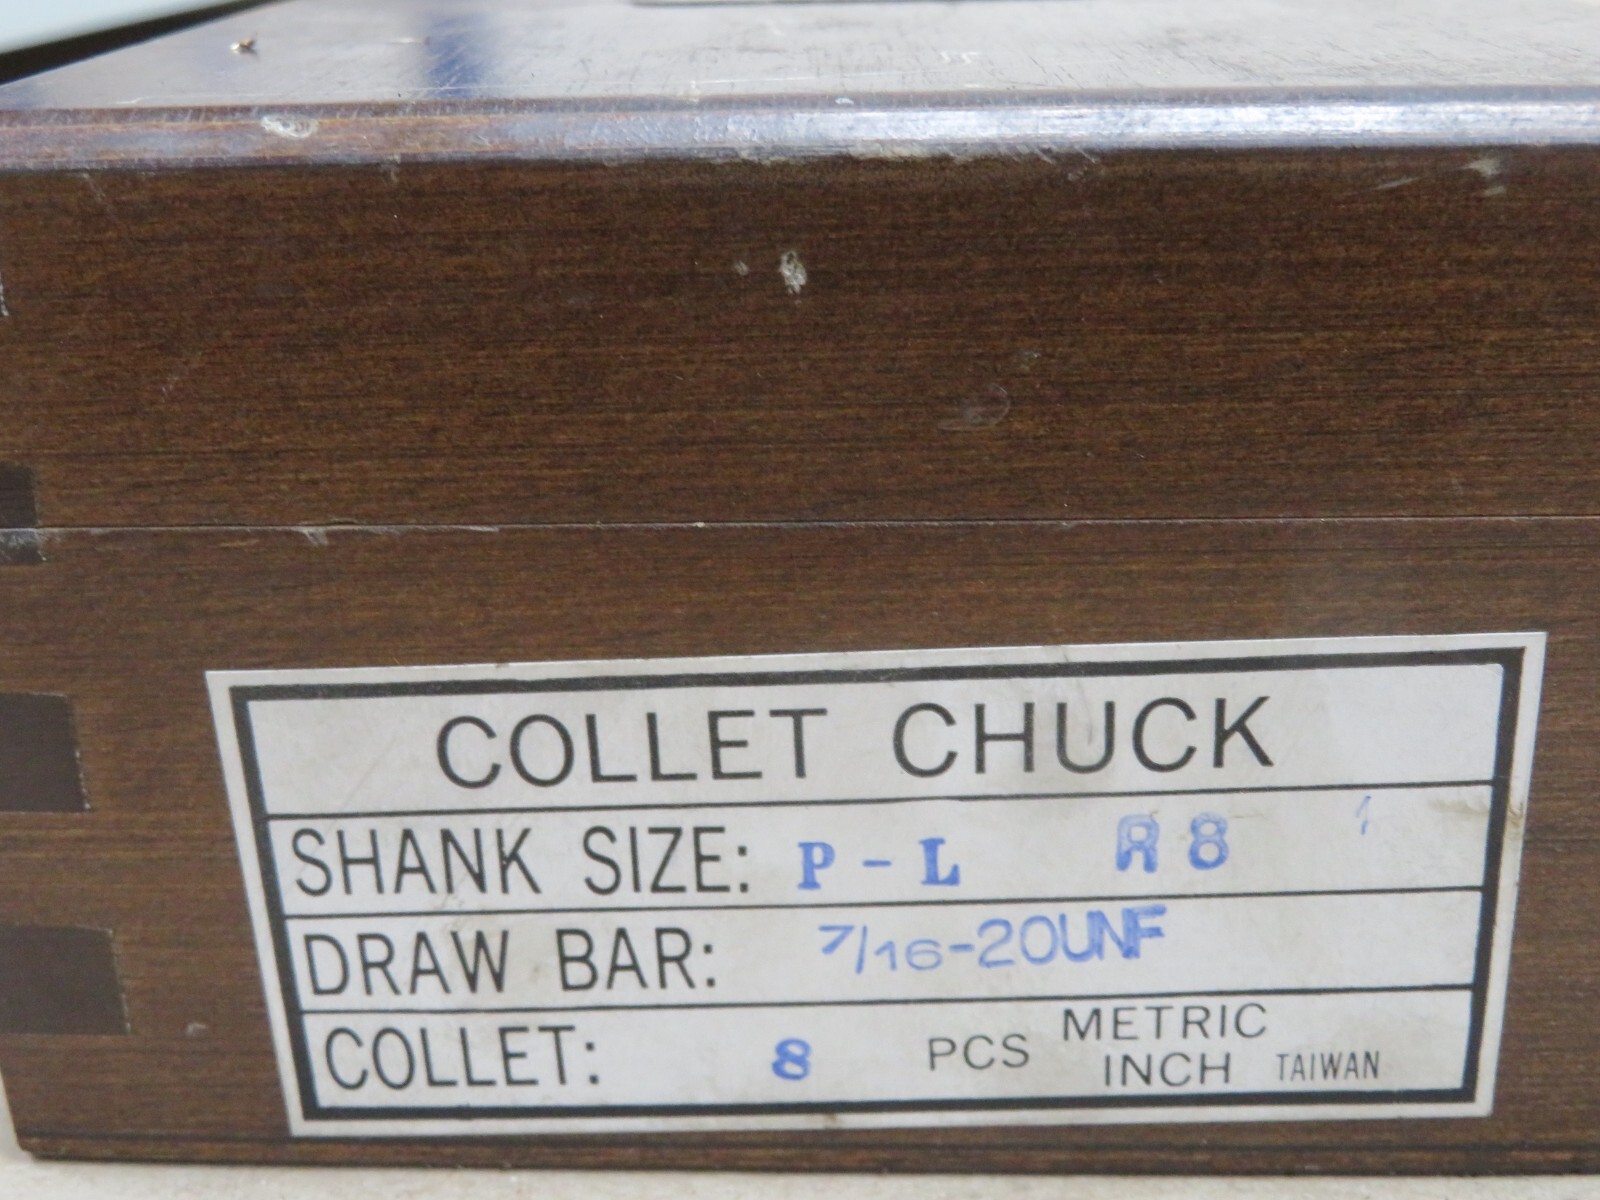 COLLET CHUCK
SHANK SIZE: P - L R8
DRAW BAR: 7/16-20UNF
COLLET: 8 PCS METRIC
INCH TAIWAN